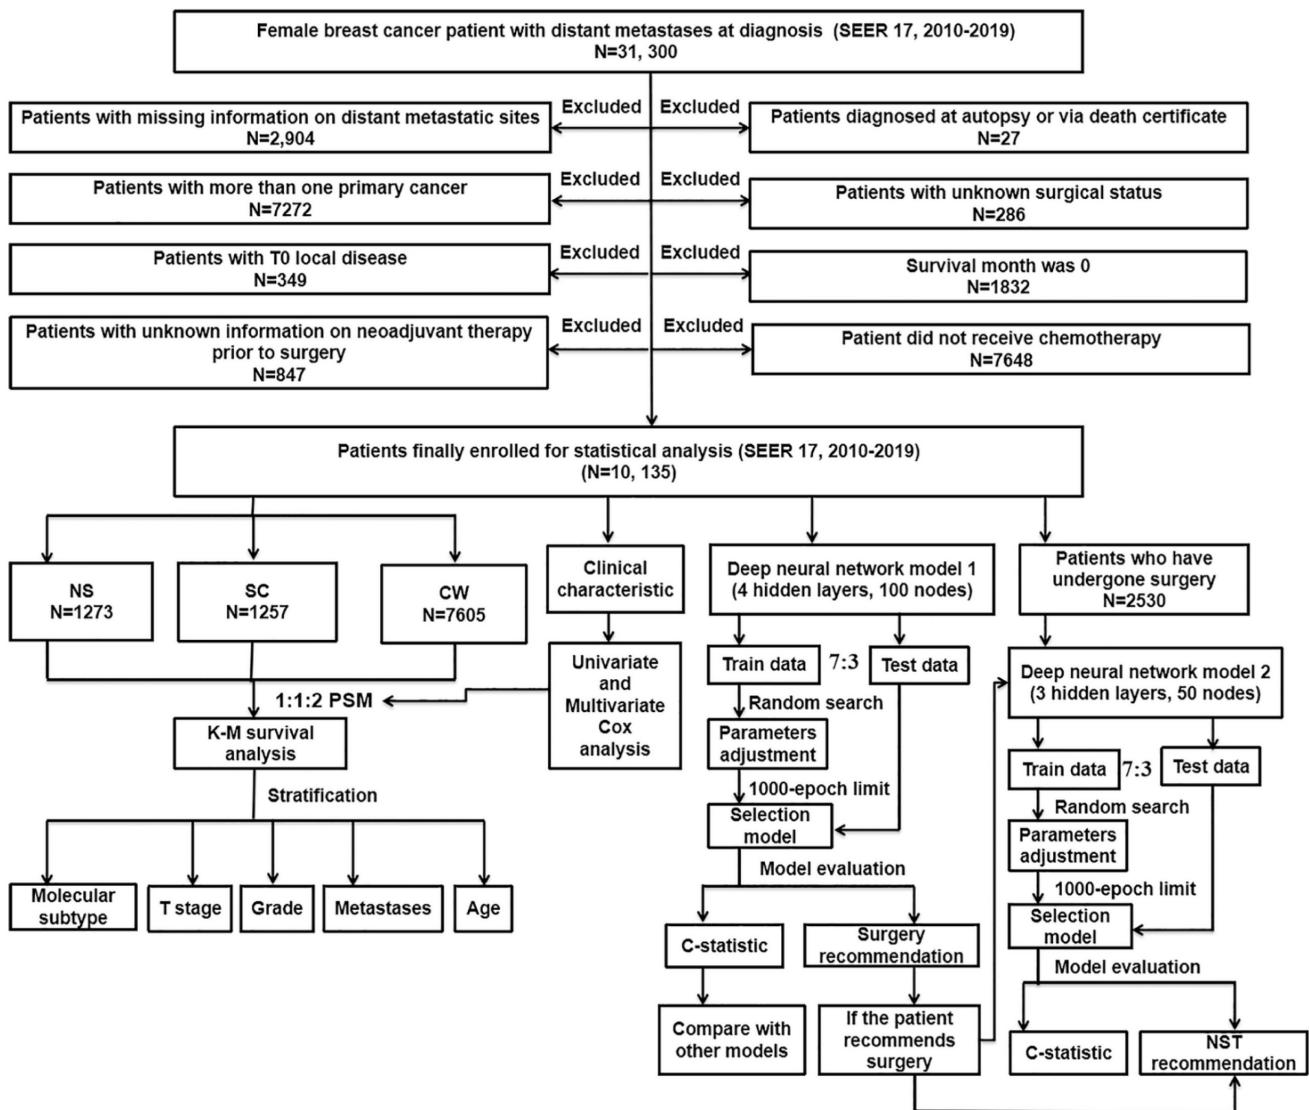 Female breast cancer patient with distant metastases at diagnosis (SEER 17, 2010-2019)
N=31, 300
Excluded
Excluded
Patients with missing information on distant metastatic sites
N=2,904
Patients diagnosed at autopsy or via death certificate
N=27
Excluded
Excluded
Patients with more than one primary cancer
N=7272
Patients with unknown surgical status
N=286
Excluded
Excluded
Patients with T0 local disease
N=349
Survival month was 0
N=1832
Excluded
Excluded
Patients with unknown information on neoadjuvant therapy
prior to surgery
N=847
Patient did not receive chemotherapy
N=7648
Patients finally enrolled for statistical analysis (SEER 17, 2010-2019)
(N=10, 135)
NS
N=1273
SC
N=1257
CW
N=7605
1:1:2 PSM
K-M survival
analysis
Stratification
Molecular
subtype
T stage
Grade
Metastases
Age
Clinical
characteristic
Univariate
and
Multivariate
Cox
analysis
Deep neural network model 1
(4 hidden layers, 100 nodes)
Train data
7:3
Test data
Random search
Parameters
adjustment
1000-epoch limit
Selection
model
Model evaluation
C-statistic
Surgery
recommendation
Compare with
other models
If the patient
recommends
surgery
Patients who have
undergone surgery
N=2530
Deep neural network model 2
(3 hidden layers, 50 nodes)
Train data
7:3
Test data
Random search
Parameters
adjustment
1000-epoch limit
Selection
model
Model evaluation
C-statistic
NST
recommendation